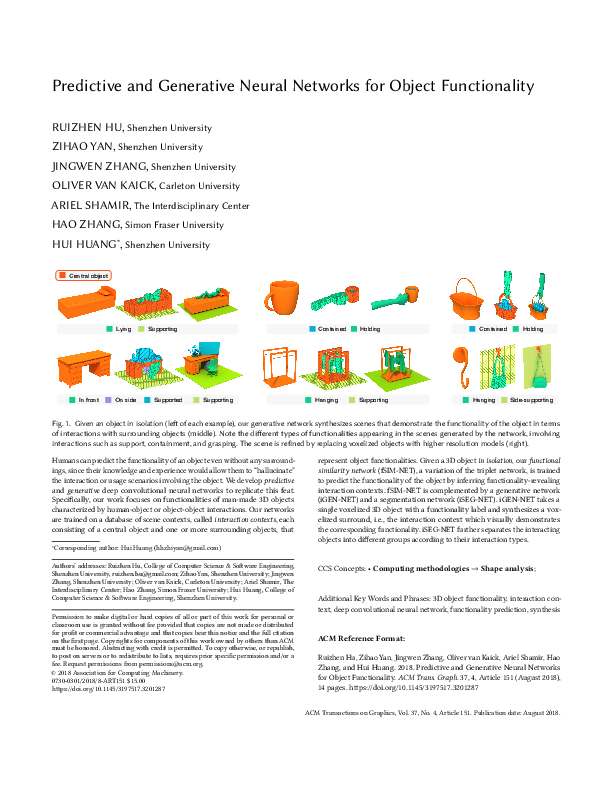 Predictive and Generative Neural Networks for Object Functionality
RUIZHEN HU, Shenzhen University
ZIHAO YAN, Shenzhen University
JINGWEN ZHANG, Shenzhen University
OLIVER VAN KAICK, Carleton University
ARIEL SHAMIR, The Interdisciplinary Center
HAO ZHANG, Simon Fraser University
HUI HUANG*, Shenzhen University
Central object
Lying Supporting
Contained Holding
Contained Holding
In front On side Supported Supporting
Hanging Supporting
Hanging Side-supporting
Fig. 1. Given an object in isolation (left of each example), our generative network synthesizes scenes that demonstrate the functionality of the object in terms
of interactions with surrounding objects (middle). Note the different types of functionalities appearing in the scenes generated by the network, involving
interactions such as support, containment, and grasping. The scene is refined by replacing voxelized objects with higher resolution models (right).
Humans can predict the functionality of an object even without any surround-
ings, since their knowledge and experience would allow them to "hallucinate"
the interaction or usage scenarios involving the object. We develop predictive
and generative deep convolutional neural networks to replicate this feat.
Specifically, our work focuses on functionalities of man-made 3D objects
characterized by human-object or object-object interactions. Our networks
are trained on a database of scene contexts, called interaction contexts, each
consisting of a central object and one or more surrounding objects, that
*Corresponding author: Hui Huang (hhzhiyan@gmail.com)
Authors' addresses: Ruizhen Hu, College of Computer Science & Software Engineering,
Shenzhen University, ruizhen.hu@gmail.com; Zihao Yan, Shenzhen University; Jingwen
Zhang, Shenzhen University; Oliver van Kaick, Carleton University; Ariel Shamir, The
Interdisciplinary Center; Hao Zhang, Simon Fraser University; Hui Huang, College of
Computer Science & Software Engineering, Shenzhen University.
Permission to make digital or hard copies of all or part of this work for personal or
classroom use is granted without fee provided that copies are not made or distributed
for profit or commercial advantage and that copies bear this notice and the full citation
on the first page. Copyrights for components of this work owned by others than ACM
must be honored. Abstracting with credit is permitted. To copy otherwise, or republish,
to post on servers or to redistribute to lists, requires prior specific permission and/or a
fee. Request permissions from permissions@acm.org.
© 2018 Association for Computing Machinery.
0730-0301/2018/8-ART151 $15.00
https://doi.org/10.1145/3197517.3201287
represent object functionalities. Given a 3D object in isolation, our functional
similarity network (fSIM-NET), a variation of the triplet network, is trained
to predict the functionality of the object by inferring functionality-revealing
interaction contexts. fSIM-NET is complemented by a generative network
(iGEN-NET) and a segmentation network (iSEG-NET). iGEN-NET takes a
single voxelized 3D object with a functionality label and synthesizes a vox-
elized surround, i.e., the interaction context which visually demonstrates
the corresponding functionality. iSEG-NET further separates the interacting
objects into different groups according to their interaction types.
CCS Concepts: • Computing methodologies → Shape analysis;
Additional Key Words and Phrases: 3D object functionality, interaction con-
text, deep convolutional neural network, functionality prediction, synthesis
ACM Reference Format:
Ruizhen Hu, Zihao Yan, Jingwen Zhang, Oliver van Kaick, Ariel Shamir, Hao
Zhang, and Hui Huang. 2018. Predictive and Generative Neural Networks
for Object Functionality. ACM Trans. Graph. 37, 4, Article 151 (August 2018),
14 pages. https://doi.org/10.1145/3197517.3201287
ACM Transactions on Graphics, Vol. 37, No. 4, Article 151. Publication date: August 2018.